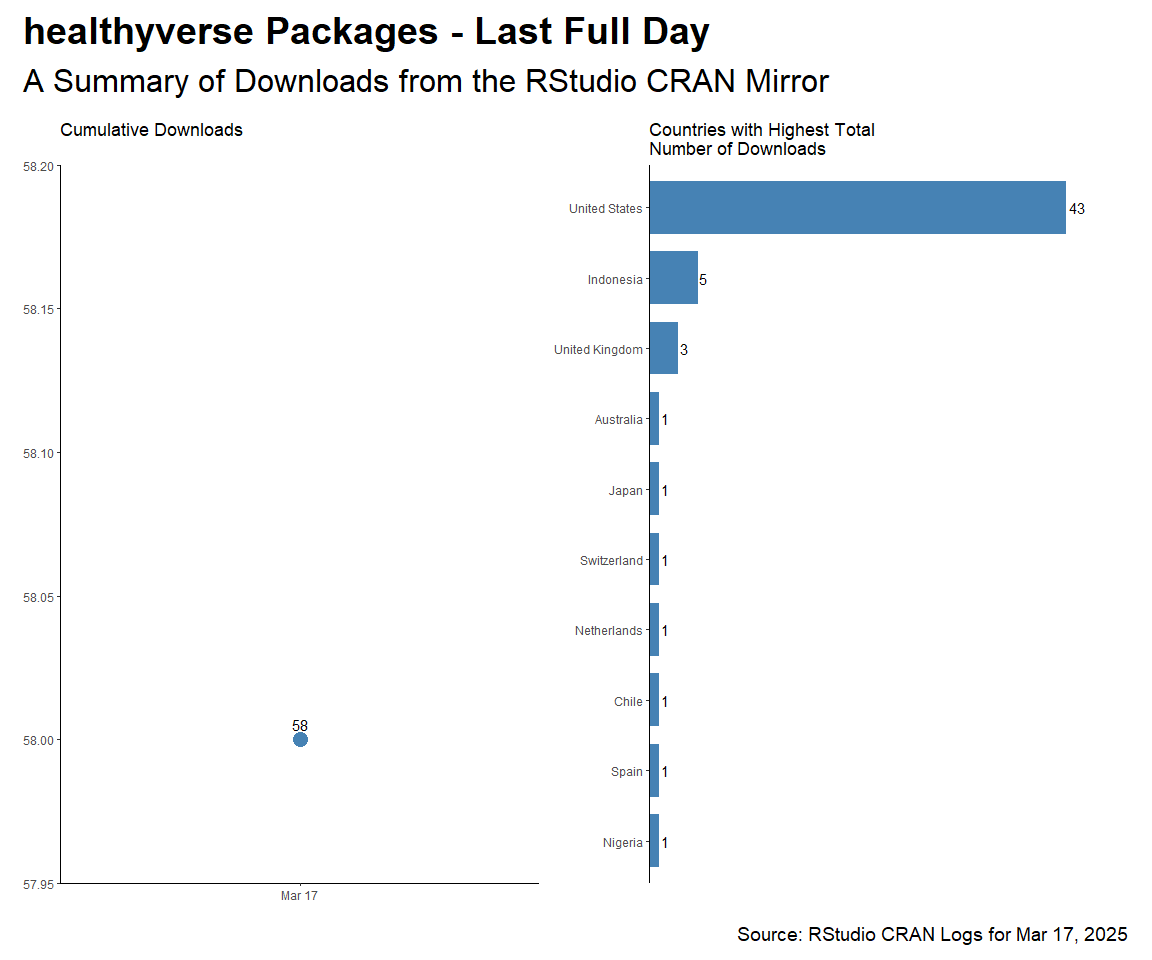 healthyverse Packages - Last Full Day
A Summary of Downloads from the RStudio CRAN Mirror
Cumulative Downloads
58.20
58.15
58.10
58.05
58.00
57.95
58
Mar 17
Countries with Highest Total
Number of Downloads
United States 43
Indonesia 5
United Kingdom 3
Australia 1
Japan 1
Switzerland 1
Netherlands 1
Chile 1
Spain 1
Nigeria 1
Source: RStudio CRAN Logs for Mar 17, 2025